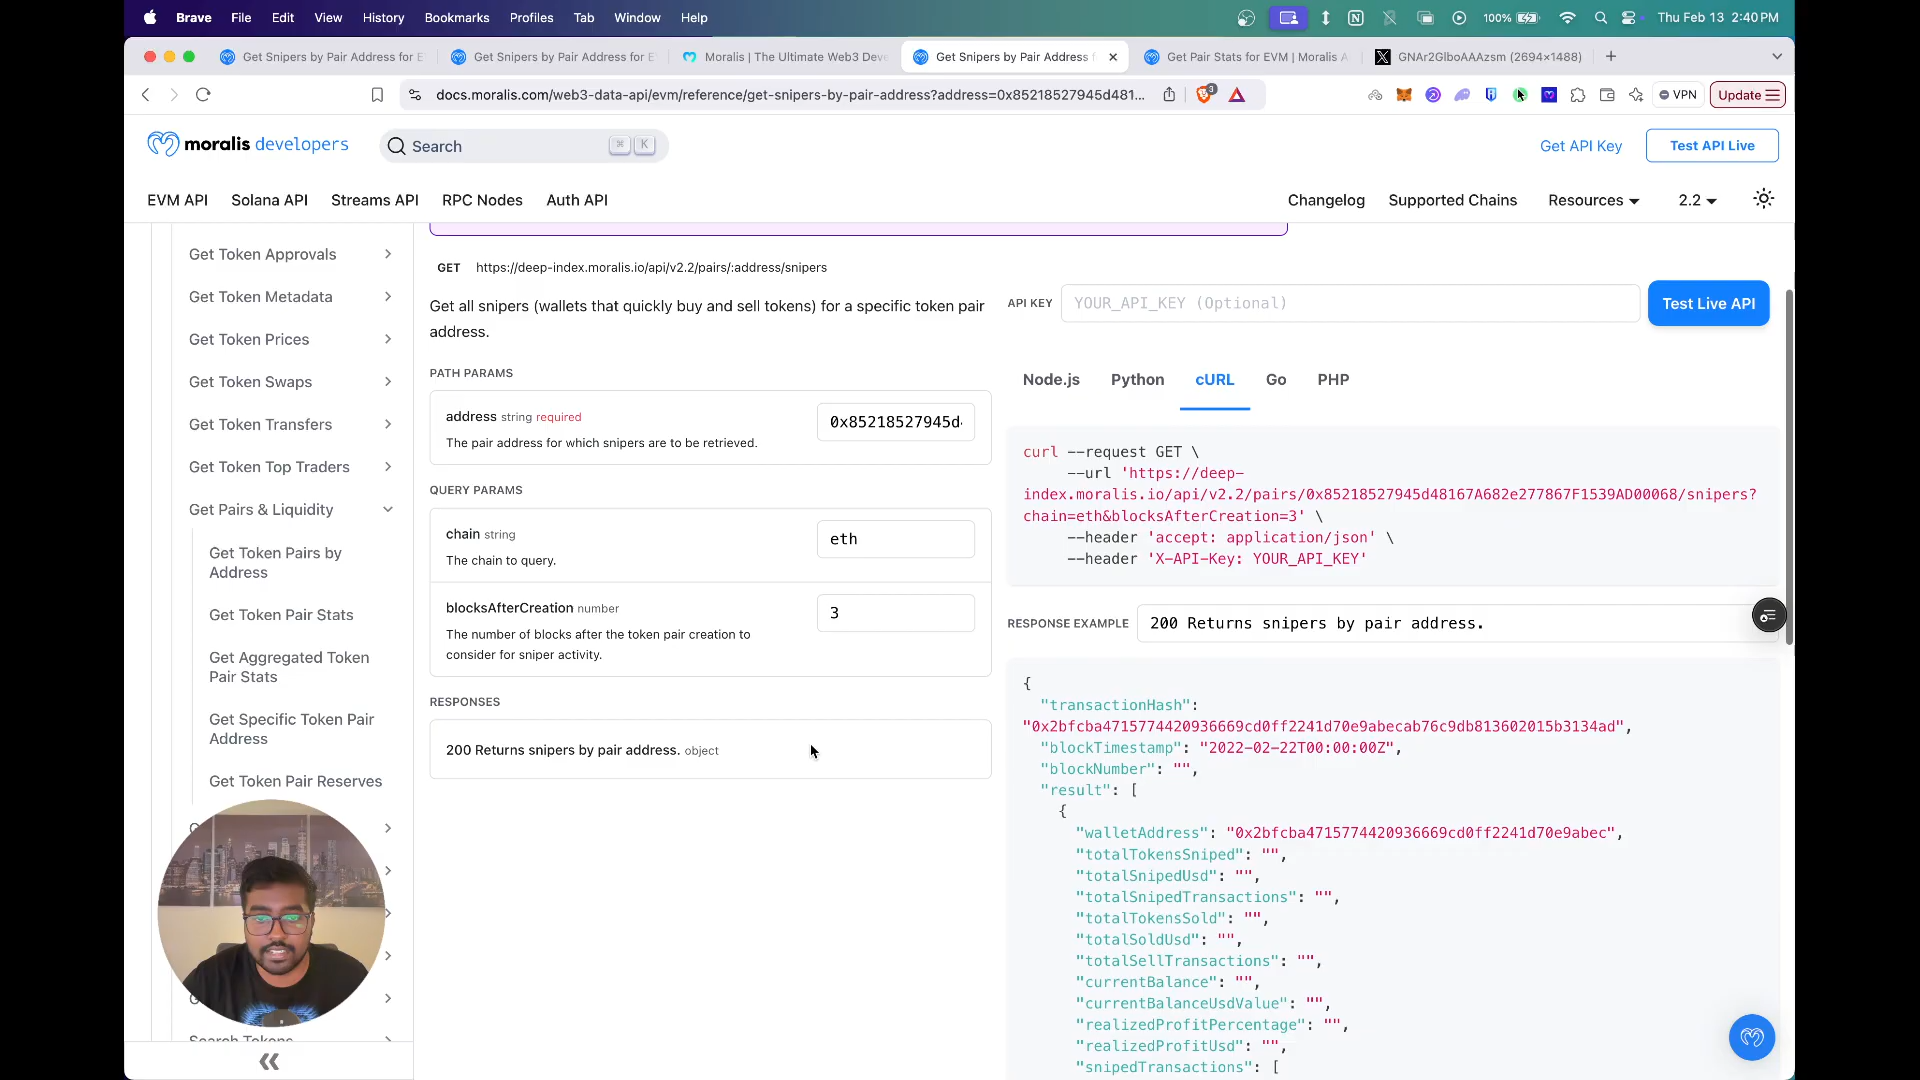 Brave File Edit View History Bookmarks Profiles Tab Window Help
100% Thu Feb 13 2:40 PM
Get Snipers by Pair Address for E
Get Snipers by Pair Address for E
Moralis | The Ultimate Web3 Deve
Get Snipers by Pair Address f
Get Pair Stats for EVM | Moralis A
GNAr2GlboAAAzsm (2694×1488)
docs.moralis.com/web3-data-api/evm/reference/get-snipers-by-pair-address?address=0x85218527945d481...
3
VPN
Update
moralis developers
Search
⌘ K
Get API Key
Test API Live
EVM API Solana API Streams API RPC Nodes Auth API
Changelog Supported Chains Resources 2.2
Get Token Approvals
Get Token Metadata
Get Token Prices
Get Token Swaps
Get Token Transfers
Get Token Top Traders
Get Pairs & Liquidity
Get Token Pairs by
Address
Get Token Pair Stats
Get Aggregated Token
Pair Stats
Get Specific Token Pair
Address
Get Token Pair Reserves
Search Tokens
GET https://deep-index.moralis.io/api/v2.2/pairs/:address/snipers
Get all snipers (wallets that quickly buy and sell tokens) for a specific token pair
address.
PATH PARAMS
address string required
The pair address for which snipers are to be retrieved.
0x85218527945d
QUERY PARAMS
chain string
The chain to query.
eth
blocksAfterCreation number
The number of blocks after the token pair creation to
consider for sniper activity.
3
RESPONSES
200 Returns snipers by pair address. object
API KEY
YOUR_API_KEY (Optional)
Test Live API
Node.js Python cURL Go PHP
curl --request GET \
--url 'https://deep-
index.moralis.io/api/v2.2/pairs/0x85218527945d48167A682e277867F1539AD00068/snipers?
chain=eth&blocksAfterCreation=3' \
--header 'accept: application/json' \
--header 'X-API-Key: YOUR_API_KEY'
RESPONSE EXAMPLE
200 Returns snipers by pair address.
{
"transactionHash":
"0x2bfcba4715774420936669cd0ff2241d70e9abecab76c9db813602015b3134ad",
"blockTimestamp": "2022-02-22T00:00:00Z",
"blockNumber": "",
"result": [
{
"walletAddress": "0x2bfcba4715774420936669cd0ff2241d70e9abec",
"totalTokensSniped": "",
"totalSnipedUsd": "",
"totalSnipedTransactions": "",
"totalTokensSold": "",
"totalSoldUsd": "",
"totalSellTransactions": "",
"currentBalance": "",
"currentBalanceUsdValue": "",
"realizedProfitPercentage": "",
"realizedProfitUsd": "",
"snipedTransactions": [